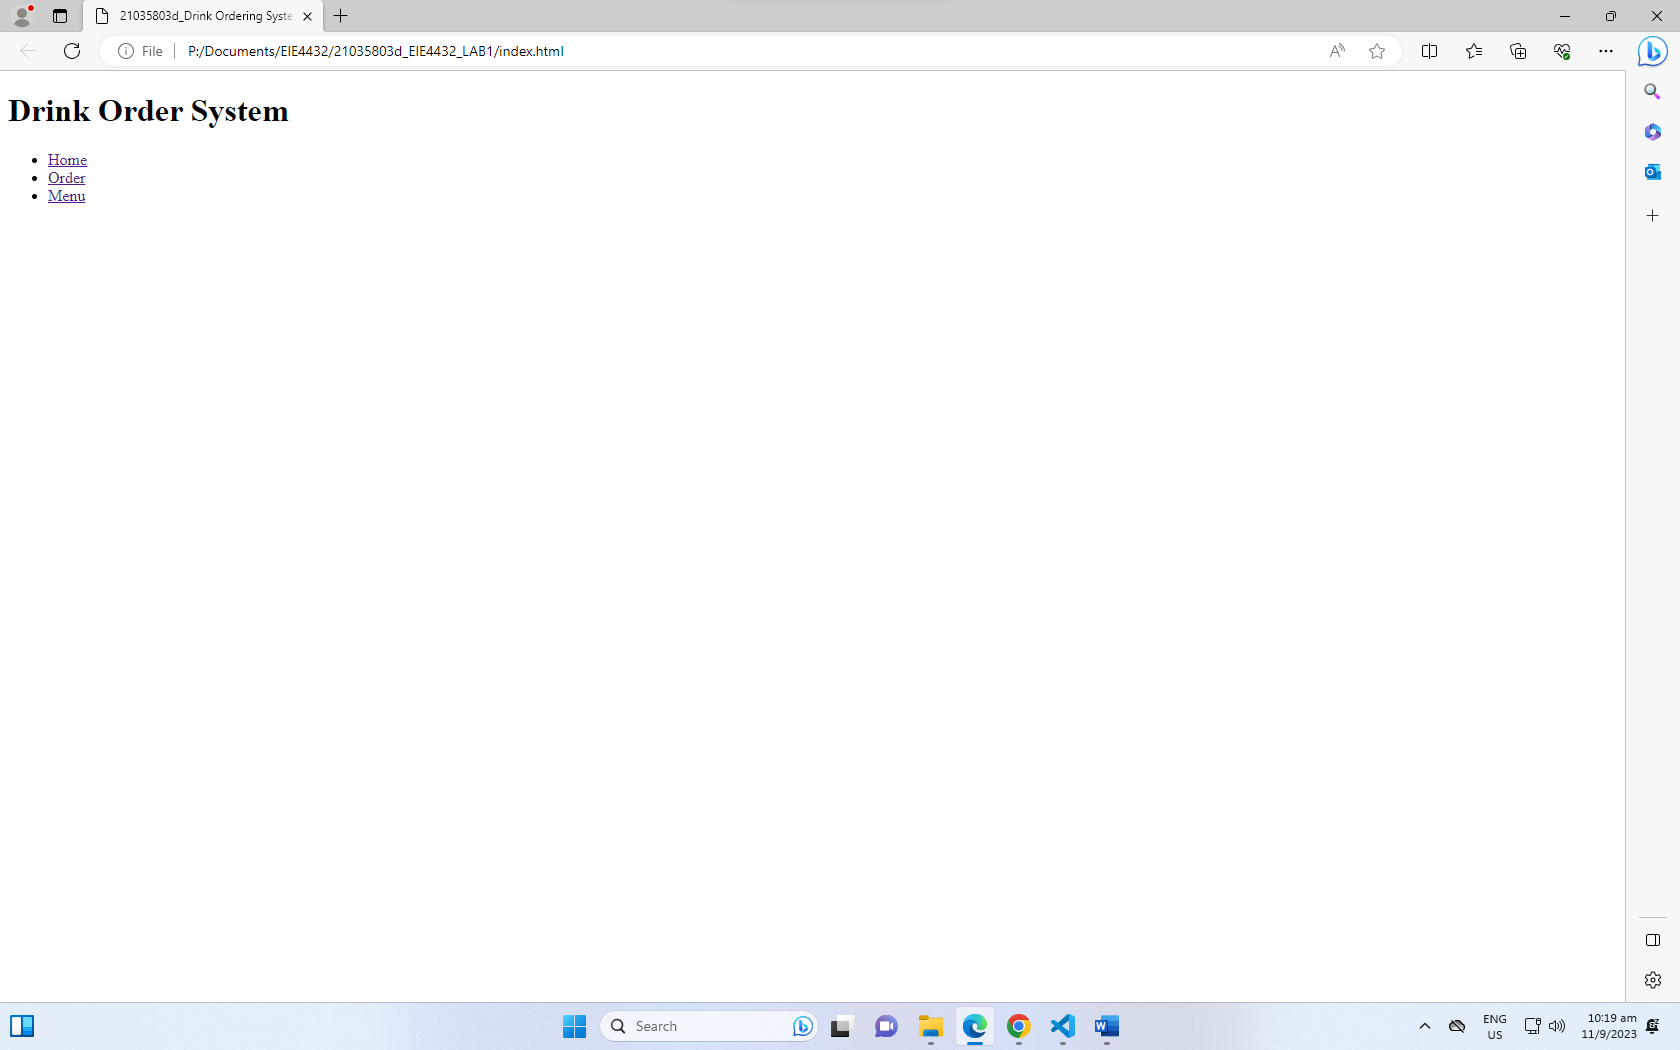 21035803d_Drink Ordering Syste
File
P:/Documents/EIE4432/21035803d_EIE4432_LAB1/index.html
Drink Order System
Home
Order
Menu
Search
ENG
US
10:19 am
11/9/2023